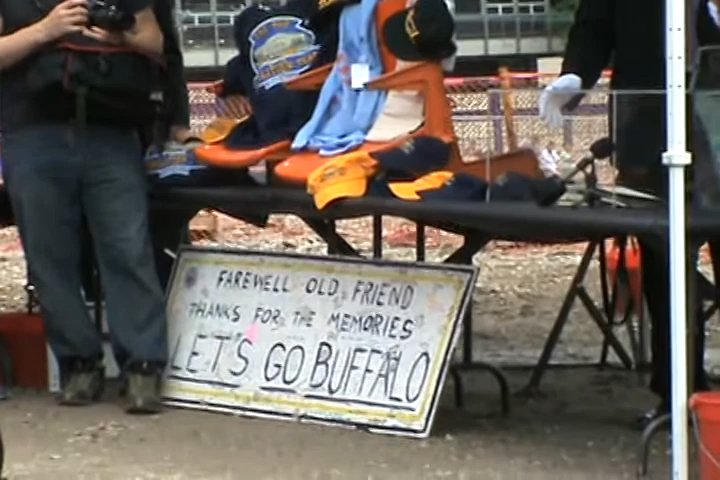 FAREWELL OLD FRIEND
THANKS FOR THE MEMORIES
LET'S GO BUFFALO